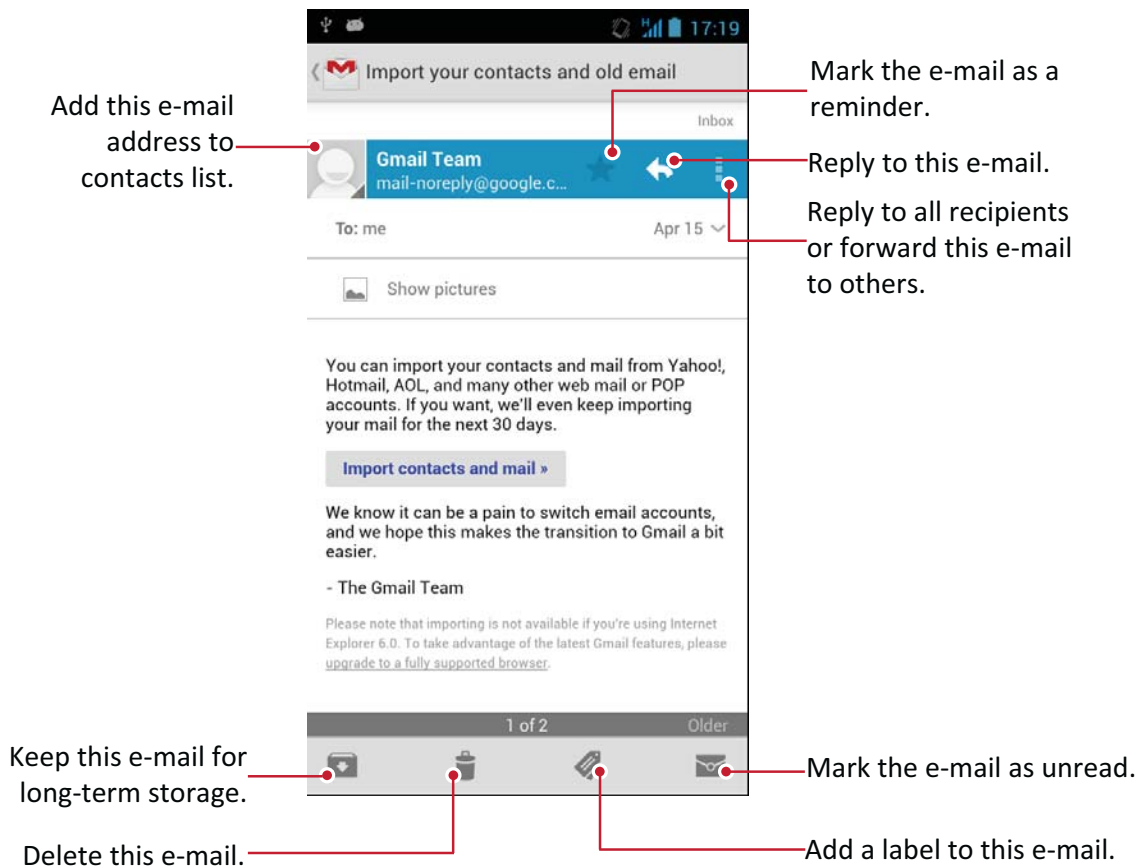 H
17:19
Import your contacts and old email
Inbox
Gmail Team
mail-noreply@google.c...
To: me
Apr 15
Show pictures
You can import your contacts and mail from Yahoo!,
Hotmail, AOL, and many other web mail or POP
accounts. If you want, we'll even keep importing
your mail for the next 30 days.
Import contacts and mail »
We know it can be a pain to switch email accounts,
and we hope this makes the transition to Gmail a bit
easier.
- The Gmail Team
Please note that importing is not available if you're using Internet
Explorer 6.0. To take advantage of the latest Gmail features, please
upgrade to a fully supported browser.
1 of 2
Older
Add this e-mail
address to
contacts list.
Mark the e-mail as a
reminder.
Reply to this e-mail.
Reply to all recipients
or forward this e-mail
to others.
Keep this e-mail for
long-term storage.
Delete this e-mail.
Mark the e-mail as unread.
Add a label to this e-mail.